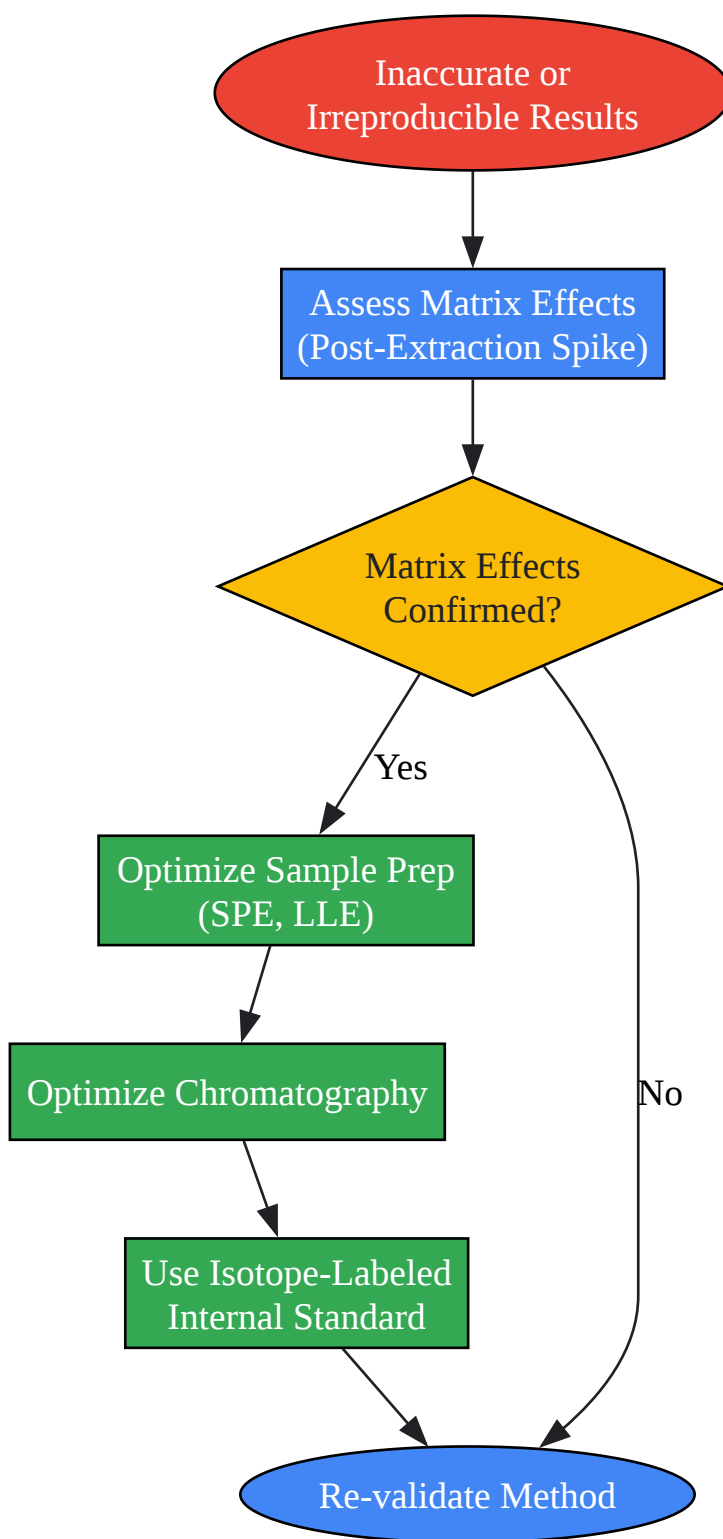 Inaccurate or
Irreproducible Results
Assess Matrix Effects
(Post-Extraction Spike)
Matrix Effects
Confirmed?
Yes
Optimize Sample Prep
(SPE, LLE)
Optimize Chromatography
No
Use Isotope-Labeled
Internal Standard
Re-validate Method